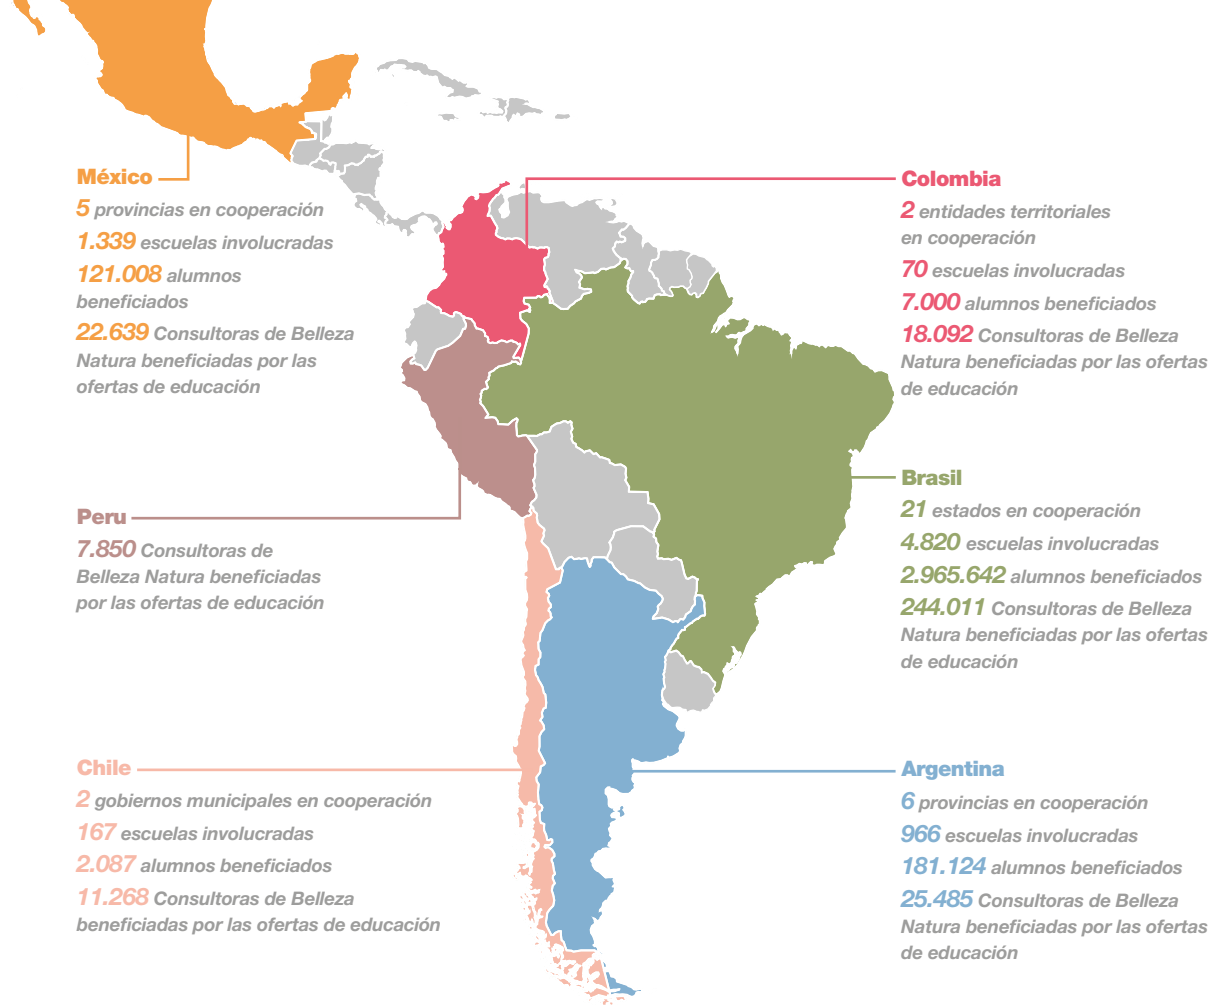 México
5 provincias en cooperación
1.339 escuelas involucradas
121.008 alumnos
beneficiados
22.639 Consultoras de Belleza
Natura beneficiadas por las
ofertas de educación
Peru
7.850 Consultoras de
Belleza Natura beneficiadas
por las ofertas de educación
Chile
2 gobiernos municipales en cooperación
167 escuelas involucradas
2.087 alumnos beneficiados
11.268 Consultoras de Belleza
beneficiadas por las ofertas de educación
Colombia
2 entidades territoriales
en cooperación
70 escuelas involucradas
7.000 alumnos beneficiados
18.092 Consultoras de Belleza
Natura beneficiadas por las ofertas
de educación
Brasil
21 estados en cooperación
4.820 escuelas involucradas
2.965.642 alumnos beneficiados
244.011 Consultoras de Belleza
Natura beneficiadas por las ofertas
de educación
Argentina
6 provincias en cooperación
966 escuelas involucradas
181.124 alumnos beneficiados
25.485 Consultoras de Belleza
Natura beneficiadas por las ofertas
de educación